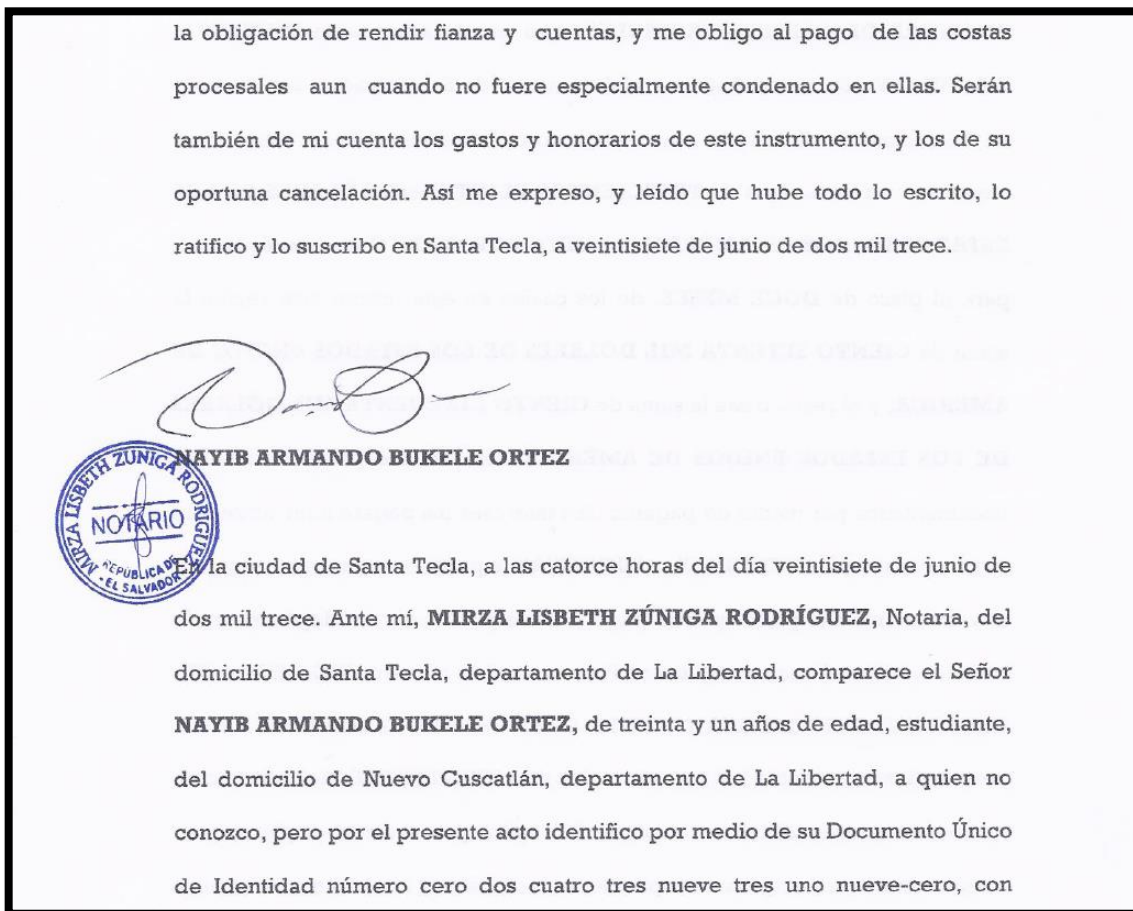 la obligación de rendir fianza y cuentas, y me obligo al pago de las costas
procesales aun cuando no fuere especialmente condenado en ellas. Serán
también de mi cuenta los gastos y honorarios de este instrumento, y los de su
oportuna cancelación. Así me expreso, y leído que hube todo lo escrito, lo
ratifico y lo suscribo en Santa Tecla, a veintisiete de junio de dos mil trece.
NAYIB ARMANDO BUKELE ORTEZ
MIRZA LISBETH ZUNIGA RODRIGUEZ
NOTARIO
REPÚBLICA DE
EL SALVADOR
En la ciudad de Santa Tecla, a las catorce horas del día veintisiete de junio de
dos mil trece. Ante mí, MIRZA LISBETH ZÚNIGA RODRÍGUEZ, Notaria, del
domicilio de Santa Tecla, departamento de La Libertad, comparece el Señor
NAYIB ARMANDO BUKELE ORTEZ, de treinta y un años de edad, estudiante,
del domicilio de Nuevo Cuscatlán, departamento de La Libertad, a quien no
conozco, pero por el presente acto identifico por medio de su Documento Único
de Identidad número cero dos cuatro tres nueve tres uno nueve-cero, con